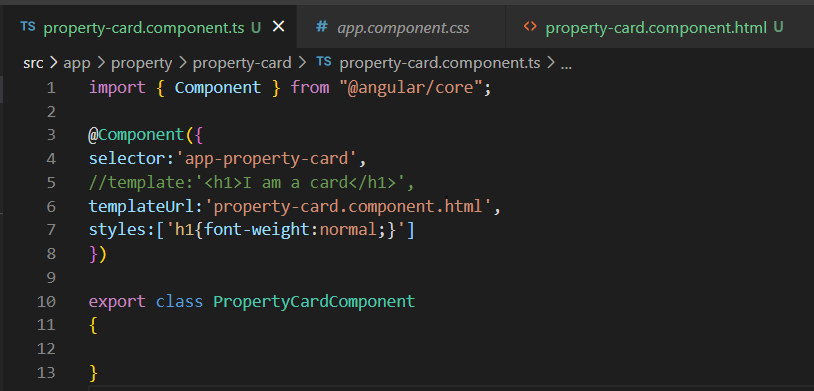 TS property-card.component.ts U × # app.component.css <> property-card.component.html U
src > app > property > property-card > TS property-card.component.ts > ...
1 import { Component } from "@angular/core";
2
3 @Component({
4 selector:'app-property-card',
5 //template:'<h1>I am a card</h1>',
6 templateUrl:'property-card.component.html',
7 styles:['h1{font-weight:normal;}']
8 })
9
10 export class PropertyCardComponent
11 {
12
13 }